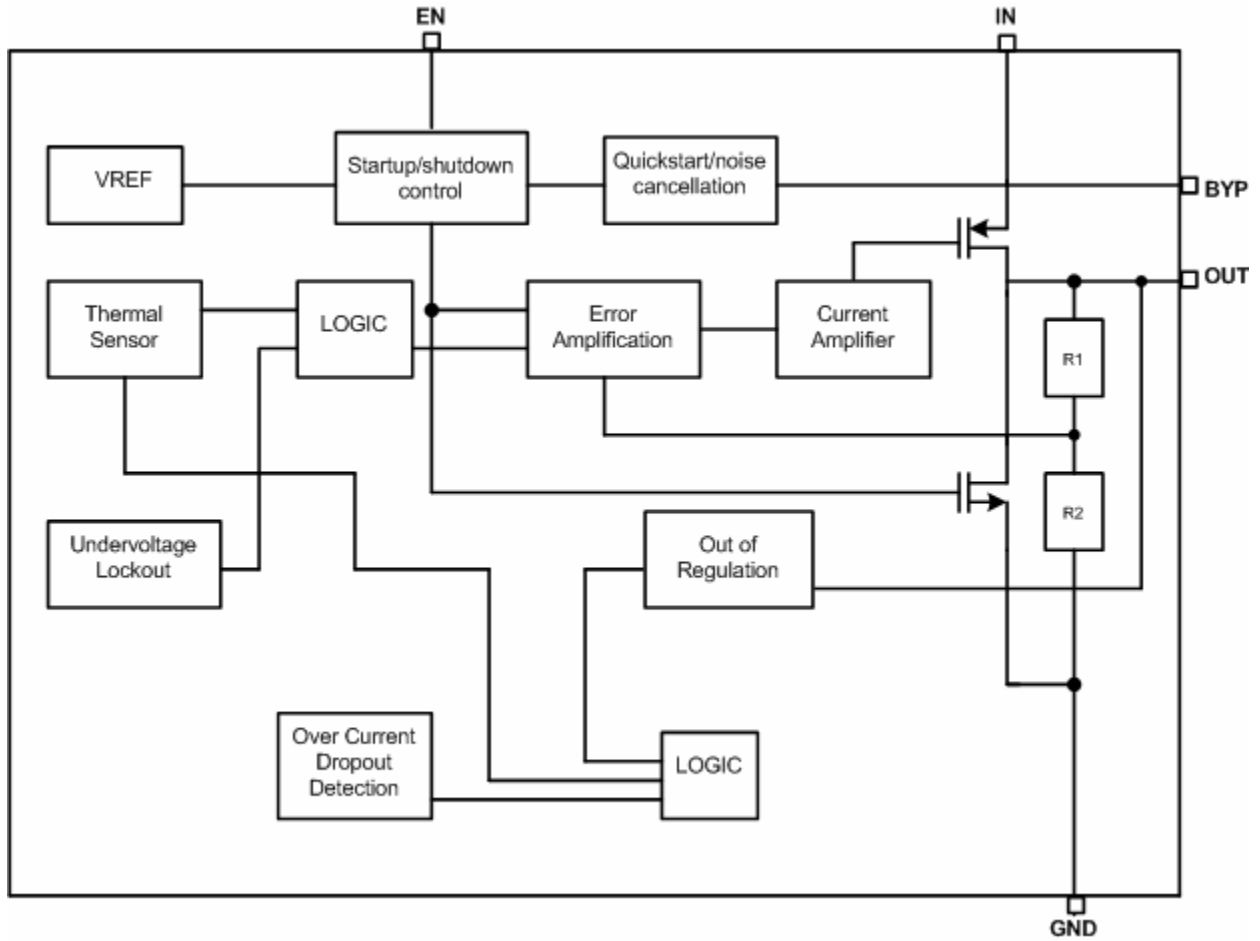 EN
IN
VREF
Startup/shutdown
control
Quickstart/noise
cancellation
BYP
OUT
Thermal
Sensor
LOGIC
Error
Amplification
Current
Amplifier
R1
R2
Undervoltage
Lockout
Out of
Regulation
Over Current
Dropout
Detection
LOGIC
GND